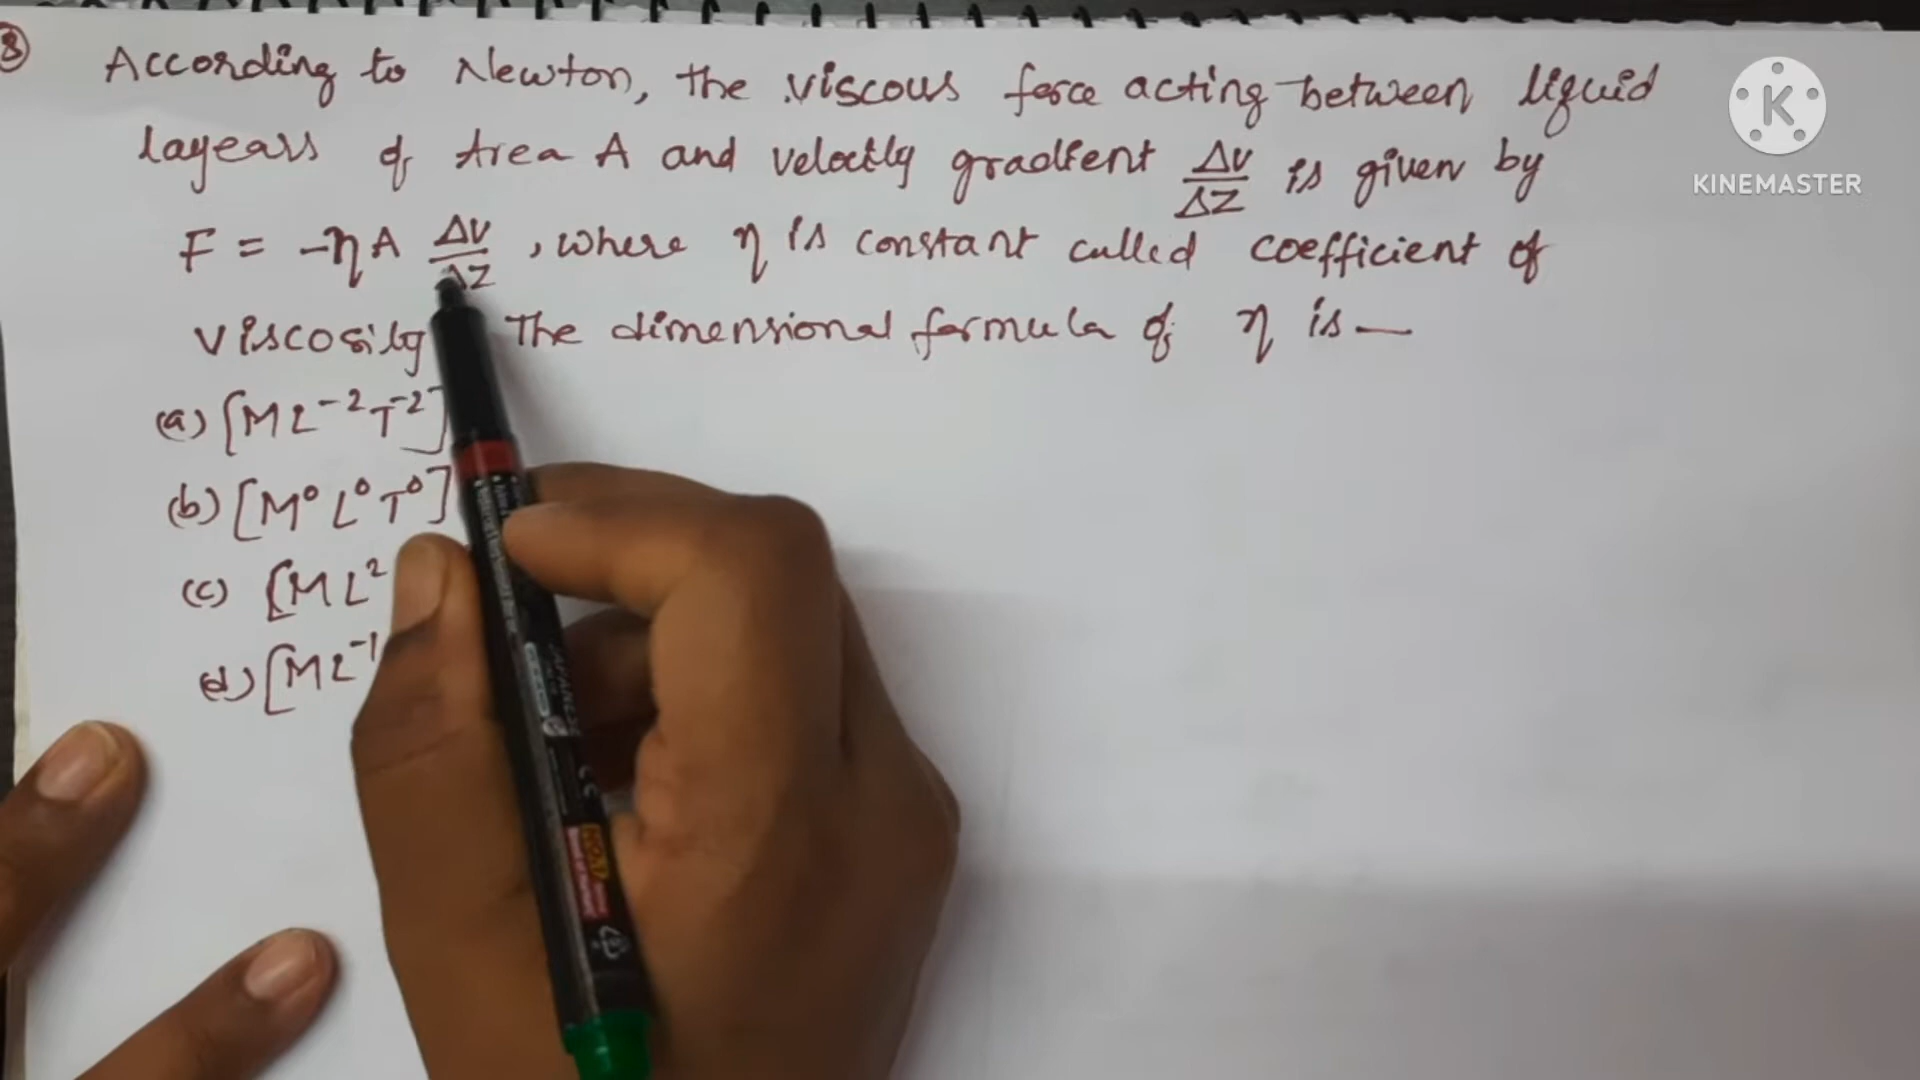 8
According to Newton, the viscous force acting between liquid
layears of Area A and velocity gradient ΔV/ΔZ is given by
F = -ηA ΔV/ΔZ , where η is constant called coefficient of
viscosity The dimensional formula of η is —
(a) [ML⁻²T⁻²]
(b) [M⁰L⁰T⁰]
(c) [ML²
(d) [ML⁻¹
K
KINEMASTER